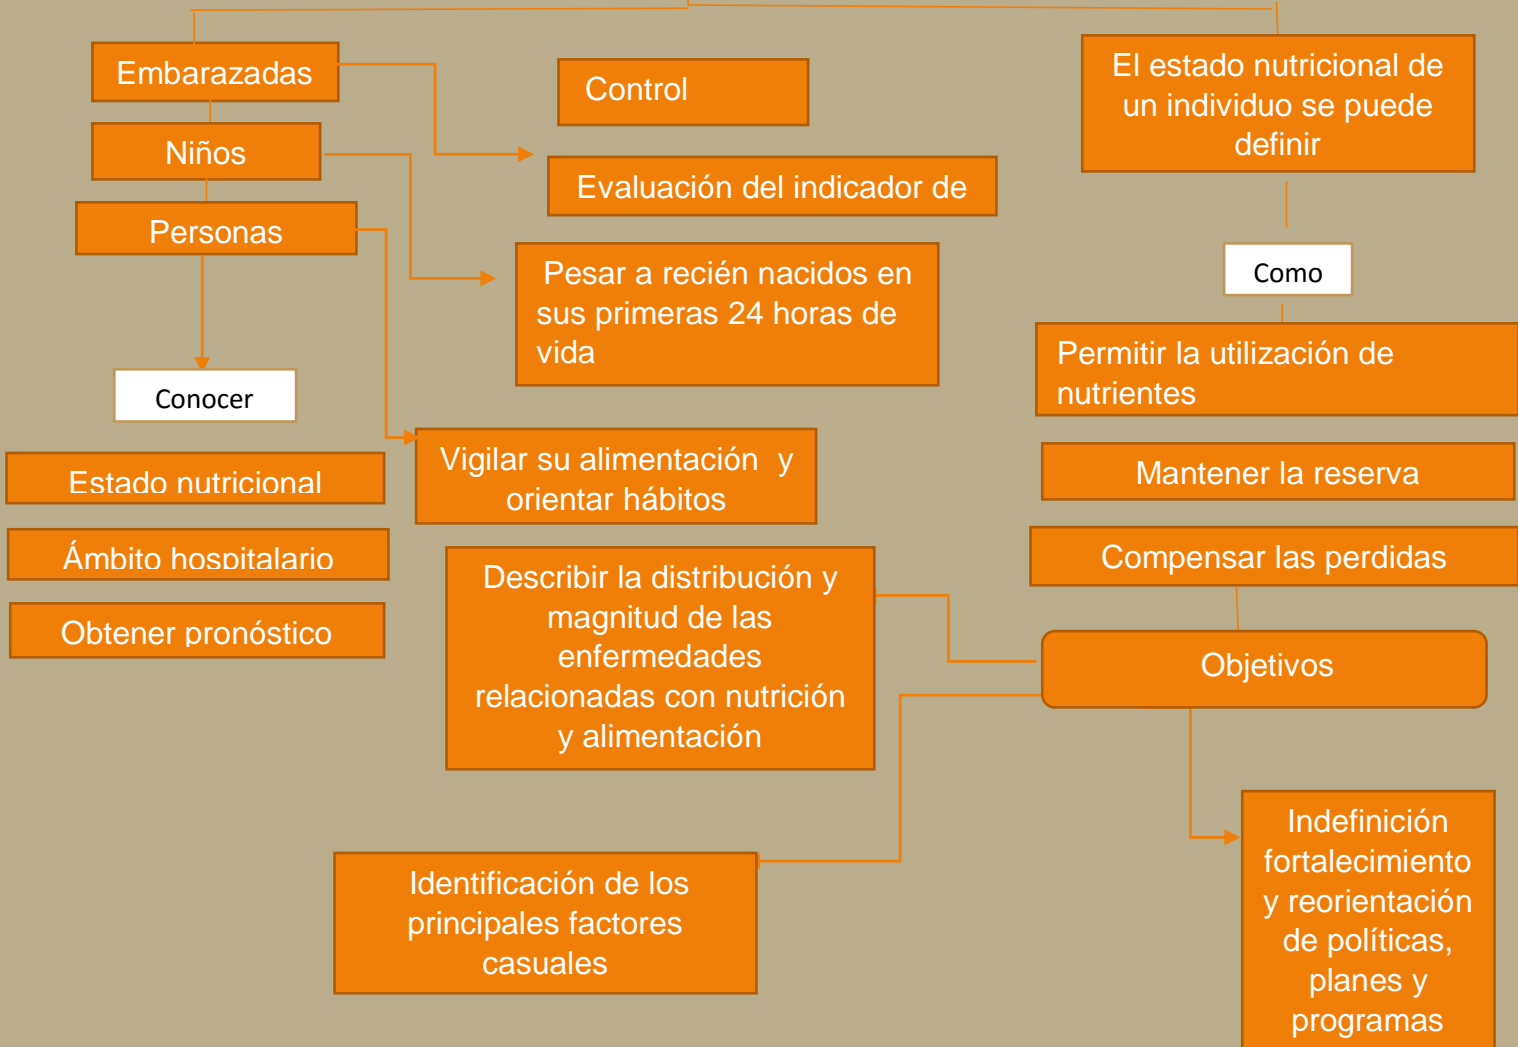 Embarazadas
Niños
Personas
Conocer
Estado nutricional
Ámbito hospitalario
Obtener pronóstico
Control
Evaluación del indicador de
Pesar a recién nacidos en
sus primeras 24 horas de
vida
Vigilar su alimentación y
orientar hábitos
Describir la distribución y
magnitud de las
enfermedades
relacionadas con nutrición
y alimentación
Identificación de los
principales factores
casuales
El estado nutricional de
un individuo se puede
definir
Como
Permitir la utilización de
nutrientes
Mantener la reserva
Compensar las perdidas
Objetivos
Indefinición
fortalecimiento
y reorientación
de políticas,
planes y
programas